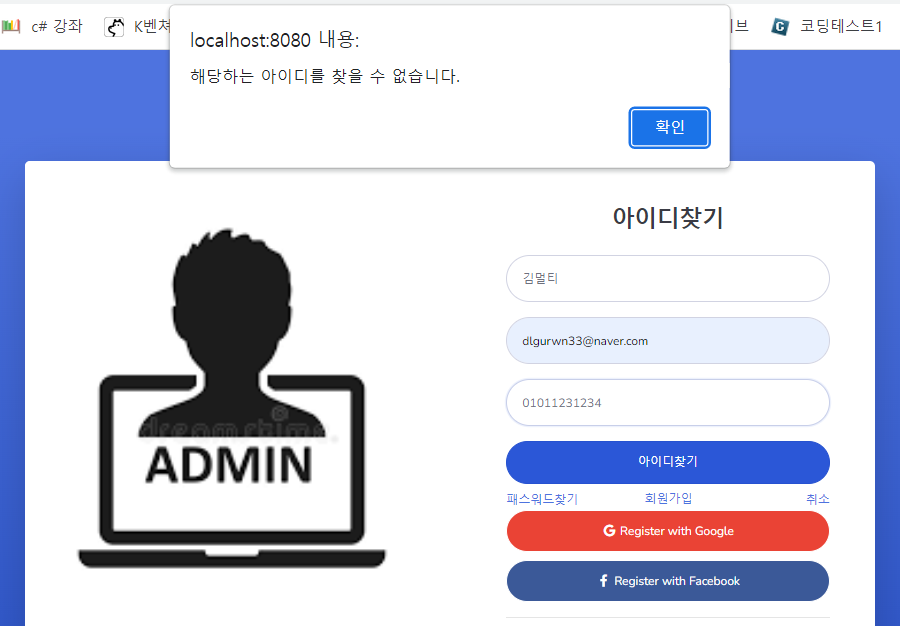 c# 강좌
K벤처
브
코딩테스트1
localhost:8080 내용:
해당하는 아이디를 찾을 수 없습니다.
확인
ADMIN
아이디찾기
김멀티
dlgurwn33@naver.com
01011231234
아이디찾기
패스워드찾기 회원가입 취소
G Register with Google
f Register with Facebook